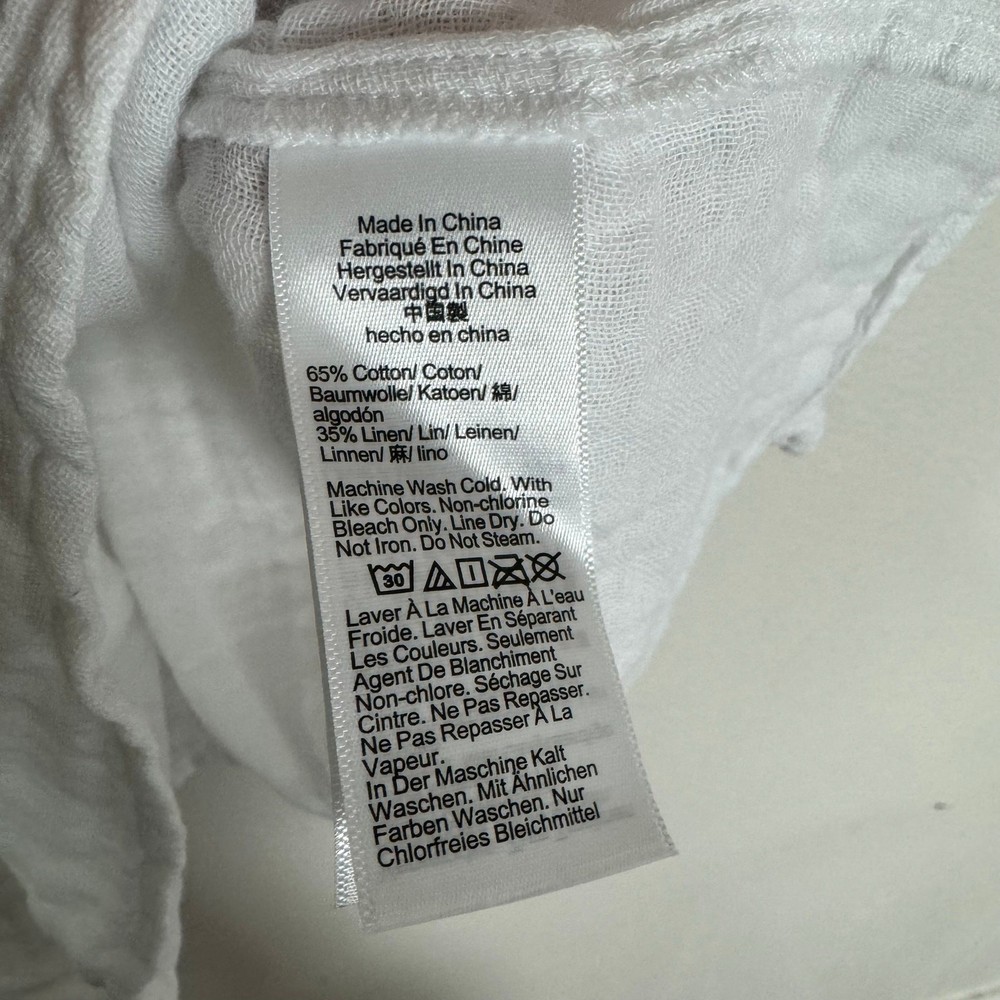 Made In China
Fabriqué En Chine
Hergestellt In China
Vervaardigd In China
中国製
hecho en china
65% Cotton/ Coton/
Baumwolle/ Katoen/ 綿/
algodón
35% Linen/ Lin/ Leinen/
Linnen/ 麻/ lino
Machine Wash Cold. With
Like Colors. Non-chlorine
Bleach Only. Line Dry. Do
Not Iron. Do Not Steam.
30
Laver À La Machine À L'eau
Froide. Laver En Séparant
Les Couleurs. Seulement
Agent De Blanchiment
Non-chlore. Séchage Sur
Cintre. Ne Pas Repasser.
Ne Pas Repasser À La
Vapeur.
In Der Maschine Kalt
Waschen. Mit Ähnlichen
Farben Waschen. Nur
Chlorfreies Bleichmittel